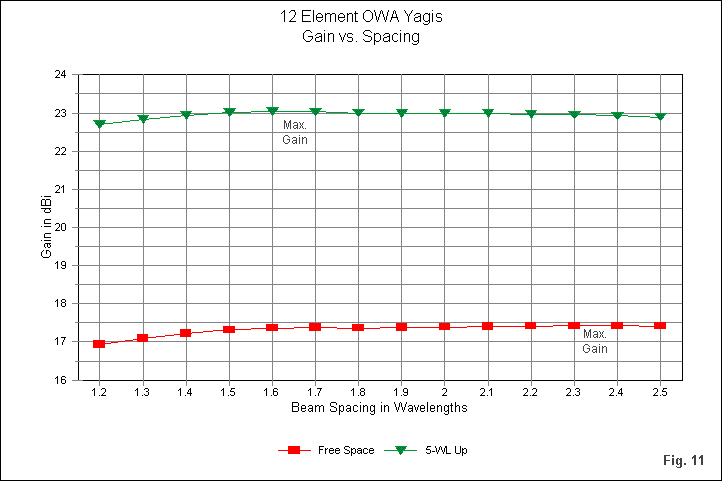 12 Element OWA Yagis
Gain vs. Spacing
24
23
22
21
20
19
18
17
16
Gain in dBi
Max.
Gain
Max.
Gain
1.2 1.3 1.4 1.5 1.6 1.7 1.8 1.9 2 2.1 2.2 2.3 2.4 2.5
Beam Spacing in Wavelengths
Free Space 5-WL Up
Fig. 11